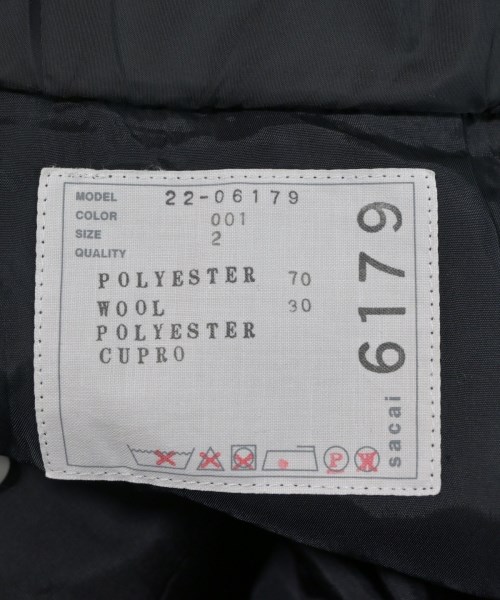 MODEL 22-06179
COLOR 001
SIZE 2
QUALITY
POLYESTER 70
WOOL 30
POLYESTER
CUPRO
P W
sacai 6179